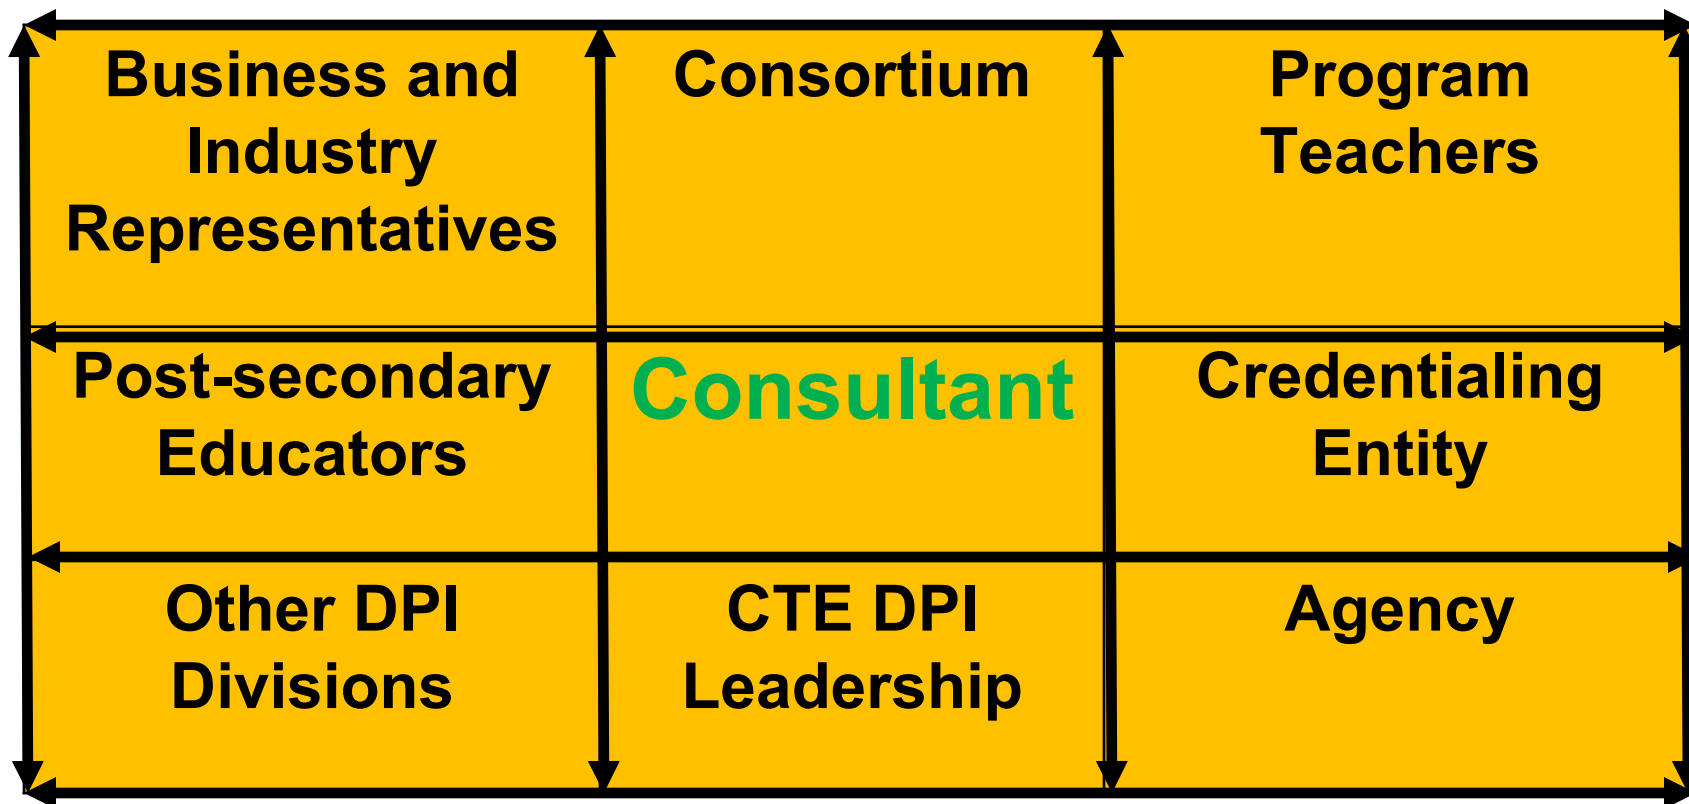 Business and
Industry
Representatives
Consortium
Program
Teachers
Post-secondary
Educators
Consultant
Credentialing
Entity
Other DPI
Divisions
CTE DPI
Leadership
Agency